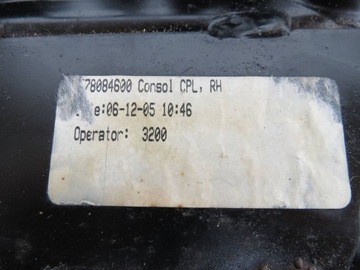 78084600 Consol CPL, RH
e:06-12-05 10:46
Operator: 3200